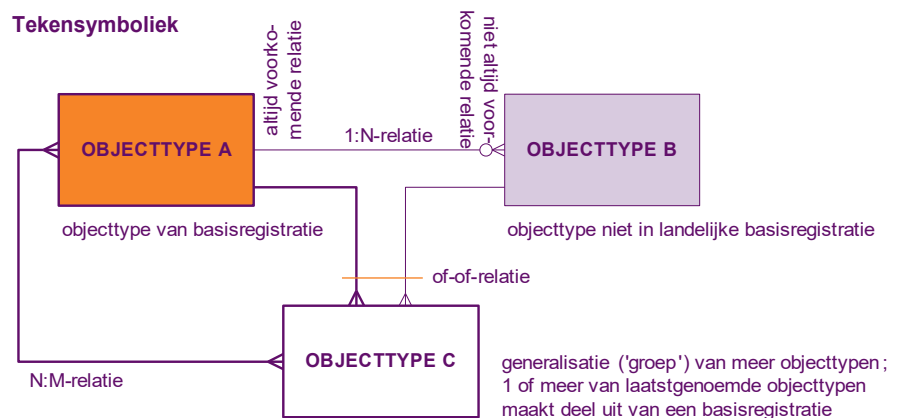 Tekensymboliek
altijd voorko-
mende relatie
niet altijd voor-
komende relatie
OBJECTTYPE A
1:N-relatie
OBJECTTYPE B
objecttype van basisregistratie
objecttype niet in landelijke basisregistratie
of-of-relatie
OBJECTTYPE C
N:M-relatie
generalisatie ('groep') van meer objecttypen;
1 of meer van laatstgenoemde objecttypen
maakt deel uit van een basisregistratie